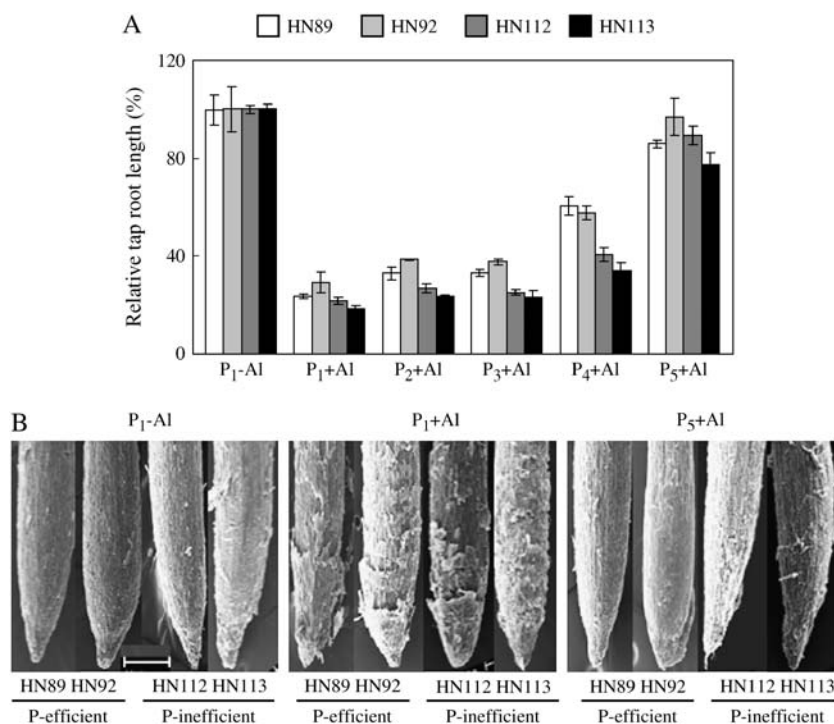 A
HN89 HN92 HN112 HN113
Relative tap root length (%)
120
80
40
0
P1-Al P1+Al P2+Al P3+Al P4+Al P5+Al
B
P1-Al P1+Al P5+Al
HN89 HN92 HN112 HN113 HN89 HN92 HN112 HN113 HN89 HN92 HN112 HN113
P-efficient P-inefficient P-efficient P-inefficient P-efficient P-inefficient